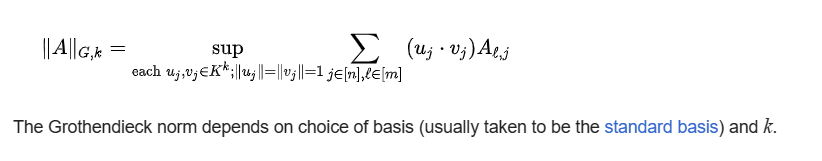 ‖A‖_{G,k} = sup_{each u_j,v_j∈K^k;‖u_j‖=‖v_j‖=1} ∑_{j∈[n],ℓ∈[m]} (u_j · v_j)A_{ℓ,j}
The Grothendieck norm depends on choice of basis (usually taken to be the standard basis) and k.